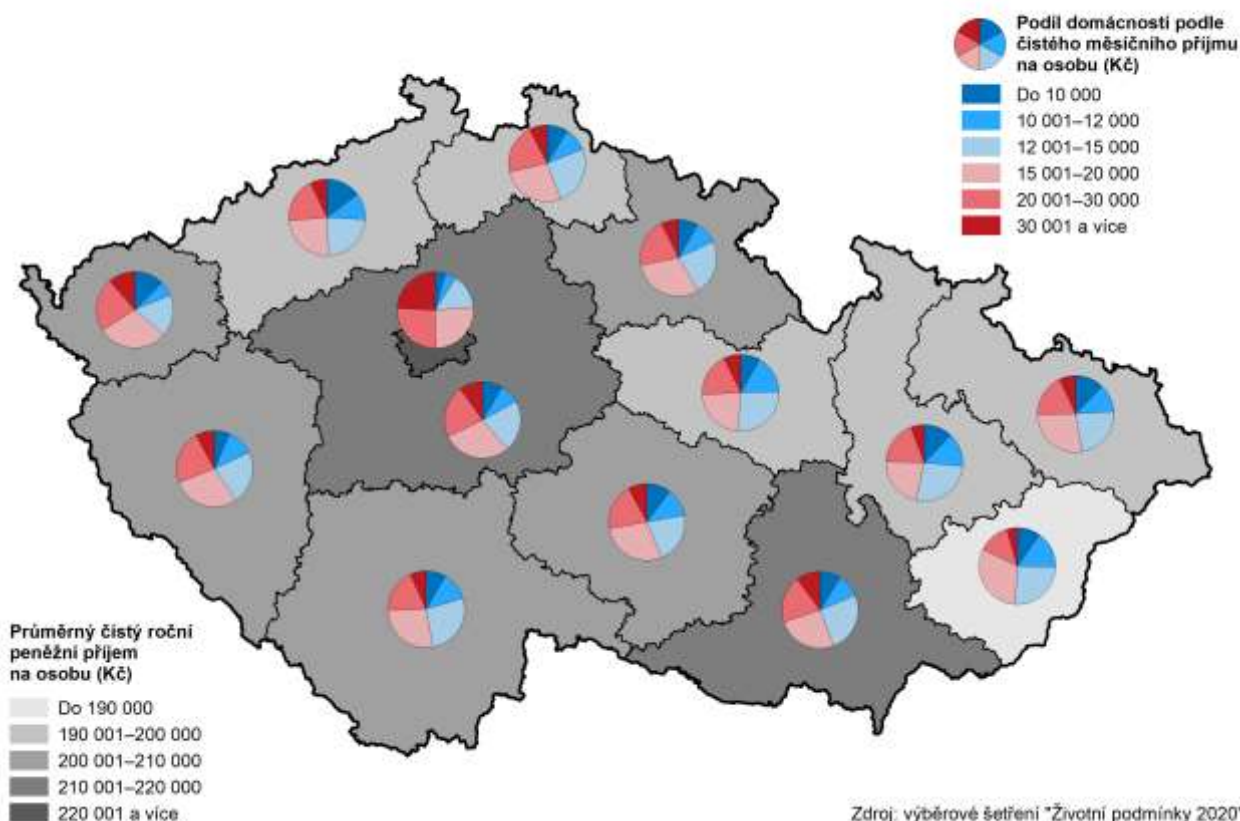 Podíl domácností podle
čistého měsíčního příjmu
na osobu (Kč)
Do 10 000
10 001–12 000
12 001–15 000
15 001–20 000
20 001–30 000
30 001 a více
Průměrný čistý roční
peněžní příjem
na osobu (Kč)
Do 190 000
190 001–200 000
200 001–210 000
210 001–220 000
220 001 a více
Zdroj: výběrové šetření "Životní podmínky 2020"